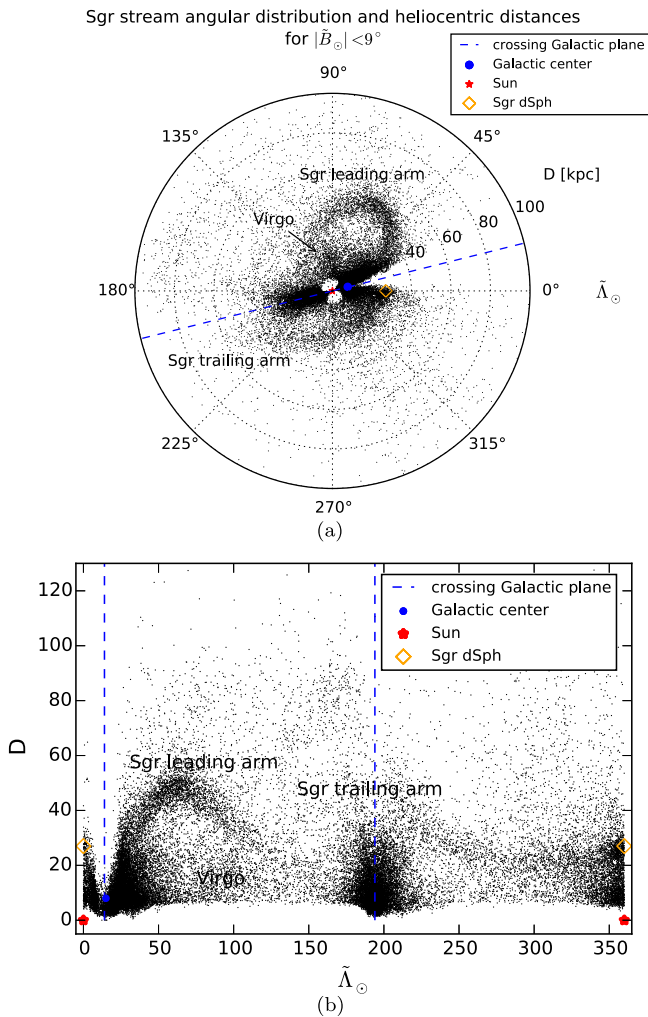 Sgr stream angular distribution and heliocentric distances
for |B̃⊙| <9°
crossing Galactic plane
Galactic center
Sun
Sgr dSph
90°
135°
45°
D [kpc]
Sgr leading arm
100
Virgo
80
60
40
180°
0°
Λ̃⊙
Sgr trailing arm
225°
315°
270°
(a)
crossing Galactic plane
Galactic center
Sun
Sgr dSph
120
100
80
60
40
20
0
D
Sgr leading arm
Sgr trailing arm
Virgo
0 50 100 150 200 250 300 350
Λ̃⊙
(b)